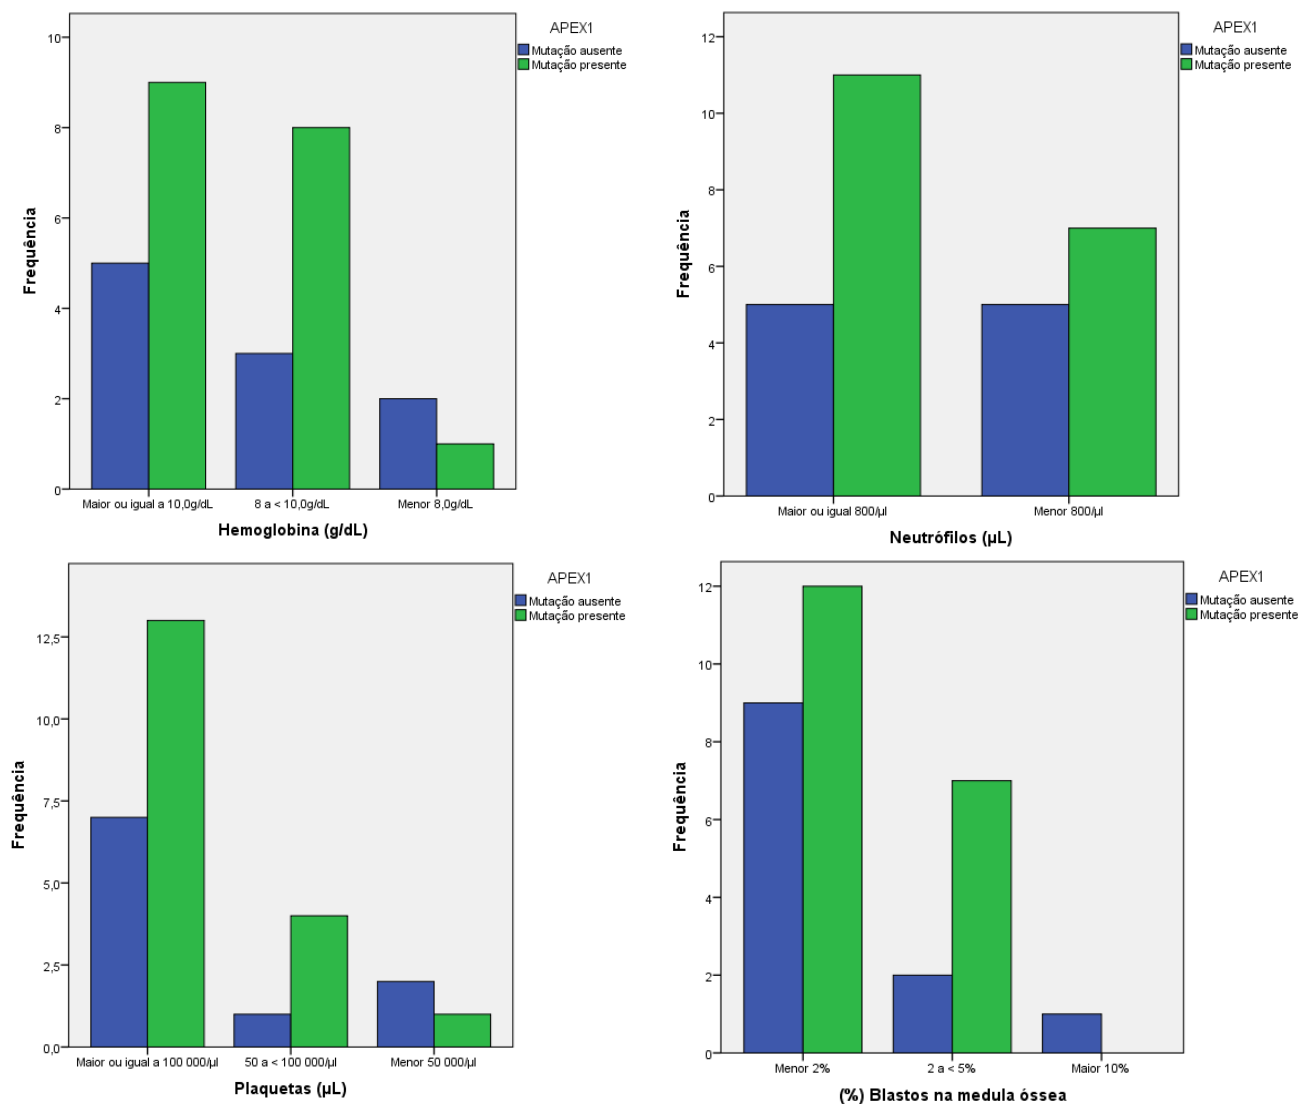 APEX1
Mutação ausente
Mutação presente
10
8
6
4
2
0
Frequência
Maior ou igual a 10,0g/dL
8 a < 10,0g/dL
Menor 8,0g/dL
Hemoglobina (g/dL)
APEX1
Mutação ausente
Mutação presente
12
10
8
6
4
2
0
Frequência
Maior ou igual 800/µl
Menor 800/µl
Neutrófilos (µL)
APEX1
Mutação ausente
Mutação presente
12,5
10,0
7,5
5,0
2,5
0,0
Frequência
Maior ou igual a 100 000/µl
50 a < 100 000/µl
Menor 50 000/µl
Plaquetas (µL)
APEX1
Mutação ausente
Mutação presente
12
10
8
6
4
2
0
Frequência
Menor 2%
2 a < 5%
Maior 10%
(%) Blastos na medula óssea